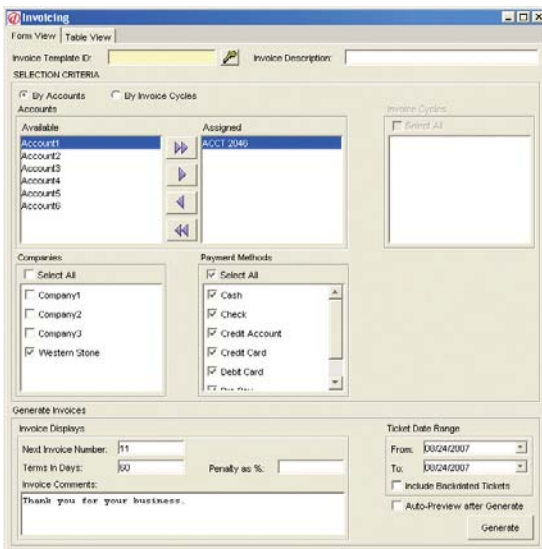 Invoicing
Form View Table View
Invoice Template ID: Invoice Description:
SELECTION CRITERIA
By Accounts By Invoice Cycles
Accounts Invoice Cycles
Available Assigned Select All
Account1 ACCT 2046
Account2
Account3
Account4
Account5
Account6
Companies Payment Methods
Select All Select All
Company1 Cash
Company2 Check
Company3 Credit Account
Western Stone Credit Card
Debit Card
Generate Invoices
Invoice Displays Ticket Date Range
Next Invoice Number: 11 From: 08/24/2007
Terms In Days: 60 Penalty as %: To: 08/24/2007
Invoice Comments: Include Backdated Tickets
Thank you for your business. Auto-Preview after Generate
Generate